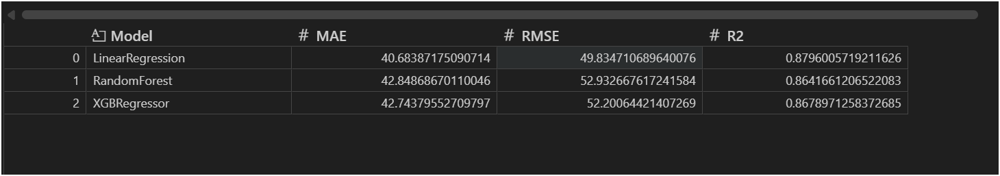 Model # MAE # RMSE # R2
0 LinearRegression 40.68387175090714 49.834710689640076 0.8796005719211626
1 RandomForest 42.84868670110046 52.932667617241584 0.8641661206522083
2 XGBRegressor 42.74379552709797 52.20064421407269 0.8678971258372685